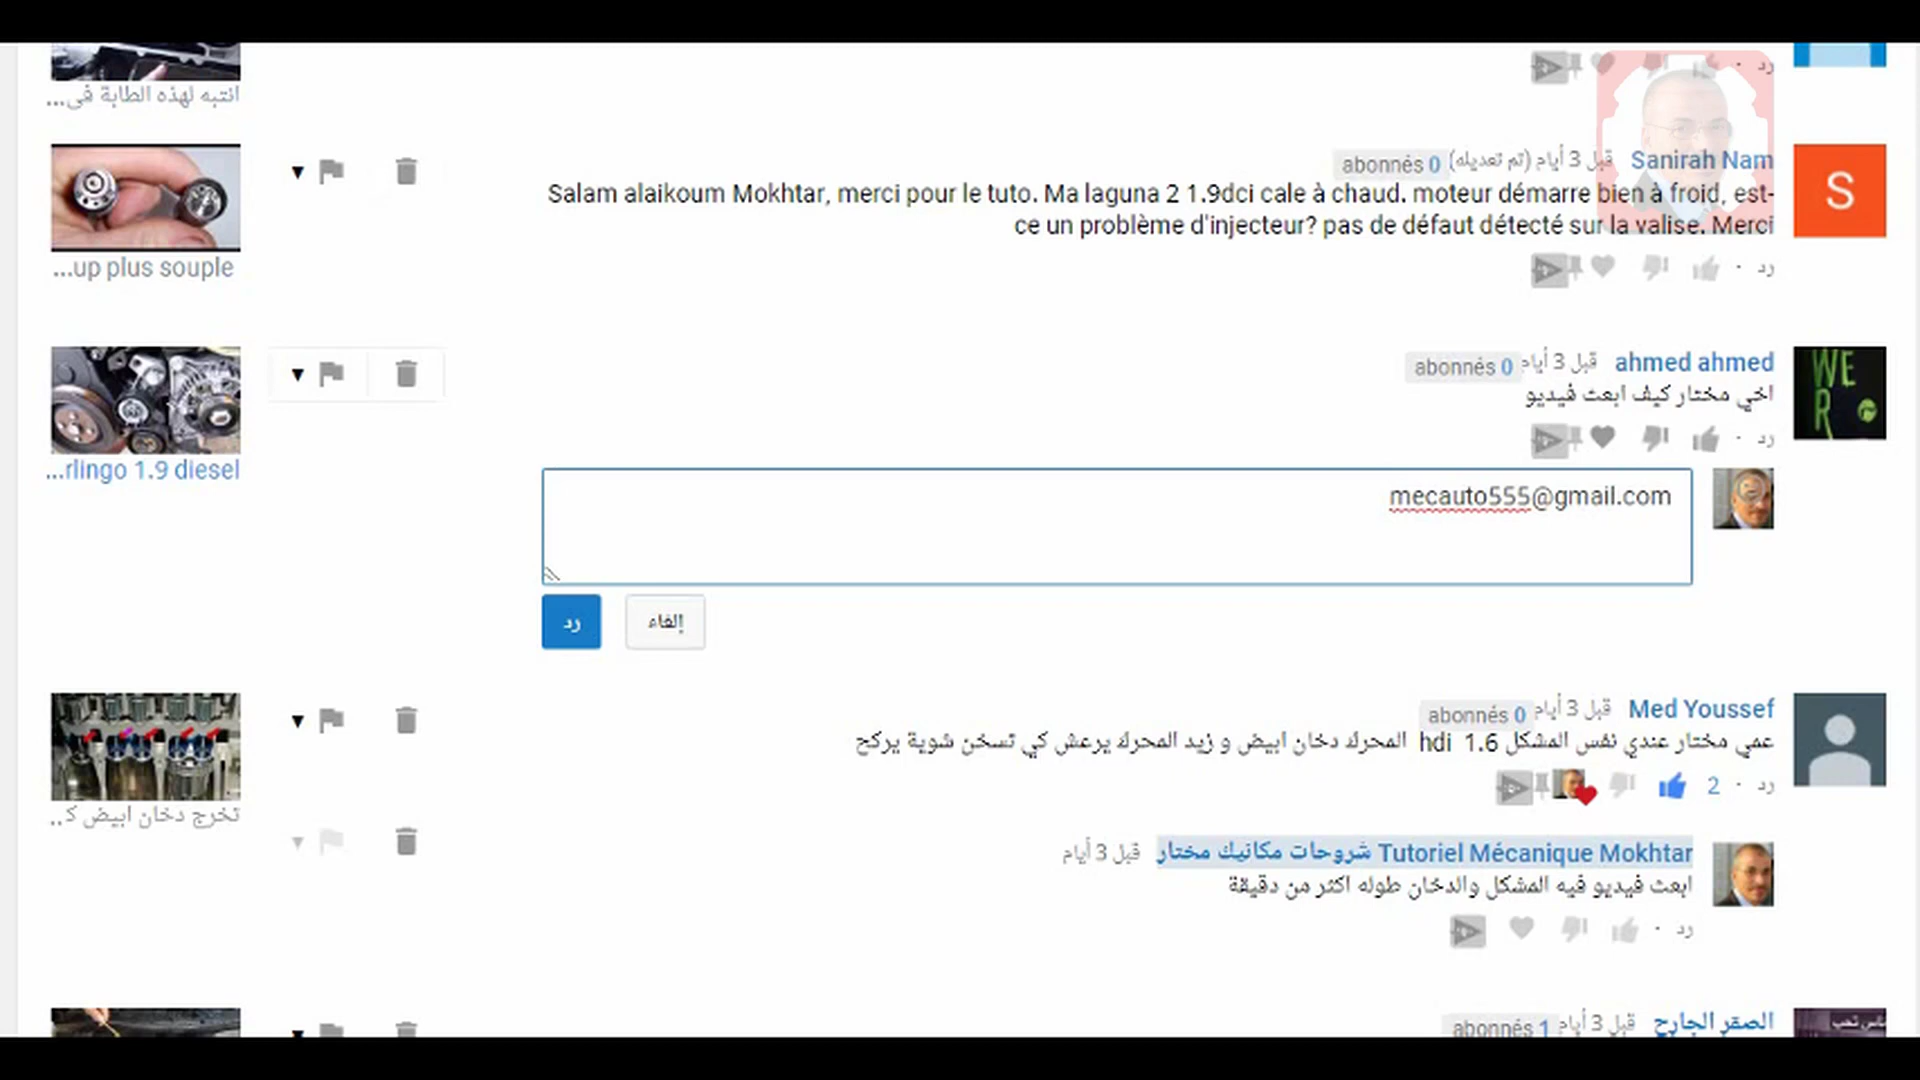 رد ·
انتبه لهذه الطابة في...
Sanirah Nam قبل 3 أيام (تم تعديله) abonnés 0
Salam alaikoum Mokhtar, merci pour le tuto. Ma laguna 2 1.9dci cale à chaud. moteur démarre bien à froid, est-
ce un problème d'injecteur? pas de défaut détecté sur la valise. Merci
رد ·
...up plus souple
S
ahmed ahmed قبل 3 أيام abonnés 0
اخي مختار كيف ابعث فيديو
رد ·
WE
R
...rlingo 1.9 diesel
mecauto555@gmail.com
إلغاء
رد
Med Youssef قبل 3 أيام abonnés 0
عمي مختار عندي نفس المشكل 1.6 hdi المحرك دخان ابيض و زيد المحرك يرعش كي تسخن شوية يركح
رد · 2
تخرج دخان ابيض ك...
Tutoriel Mécanique Mokhtar شروحات مكانيك مختار قبل 3 أيام
ابعث فيديو فيه المشكل والدخان طوله اكثر من دقيقة
رد ·
الصقر الجارح قبل 3 أيام abonnés 1